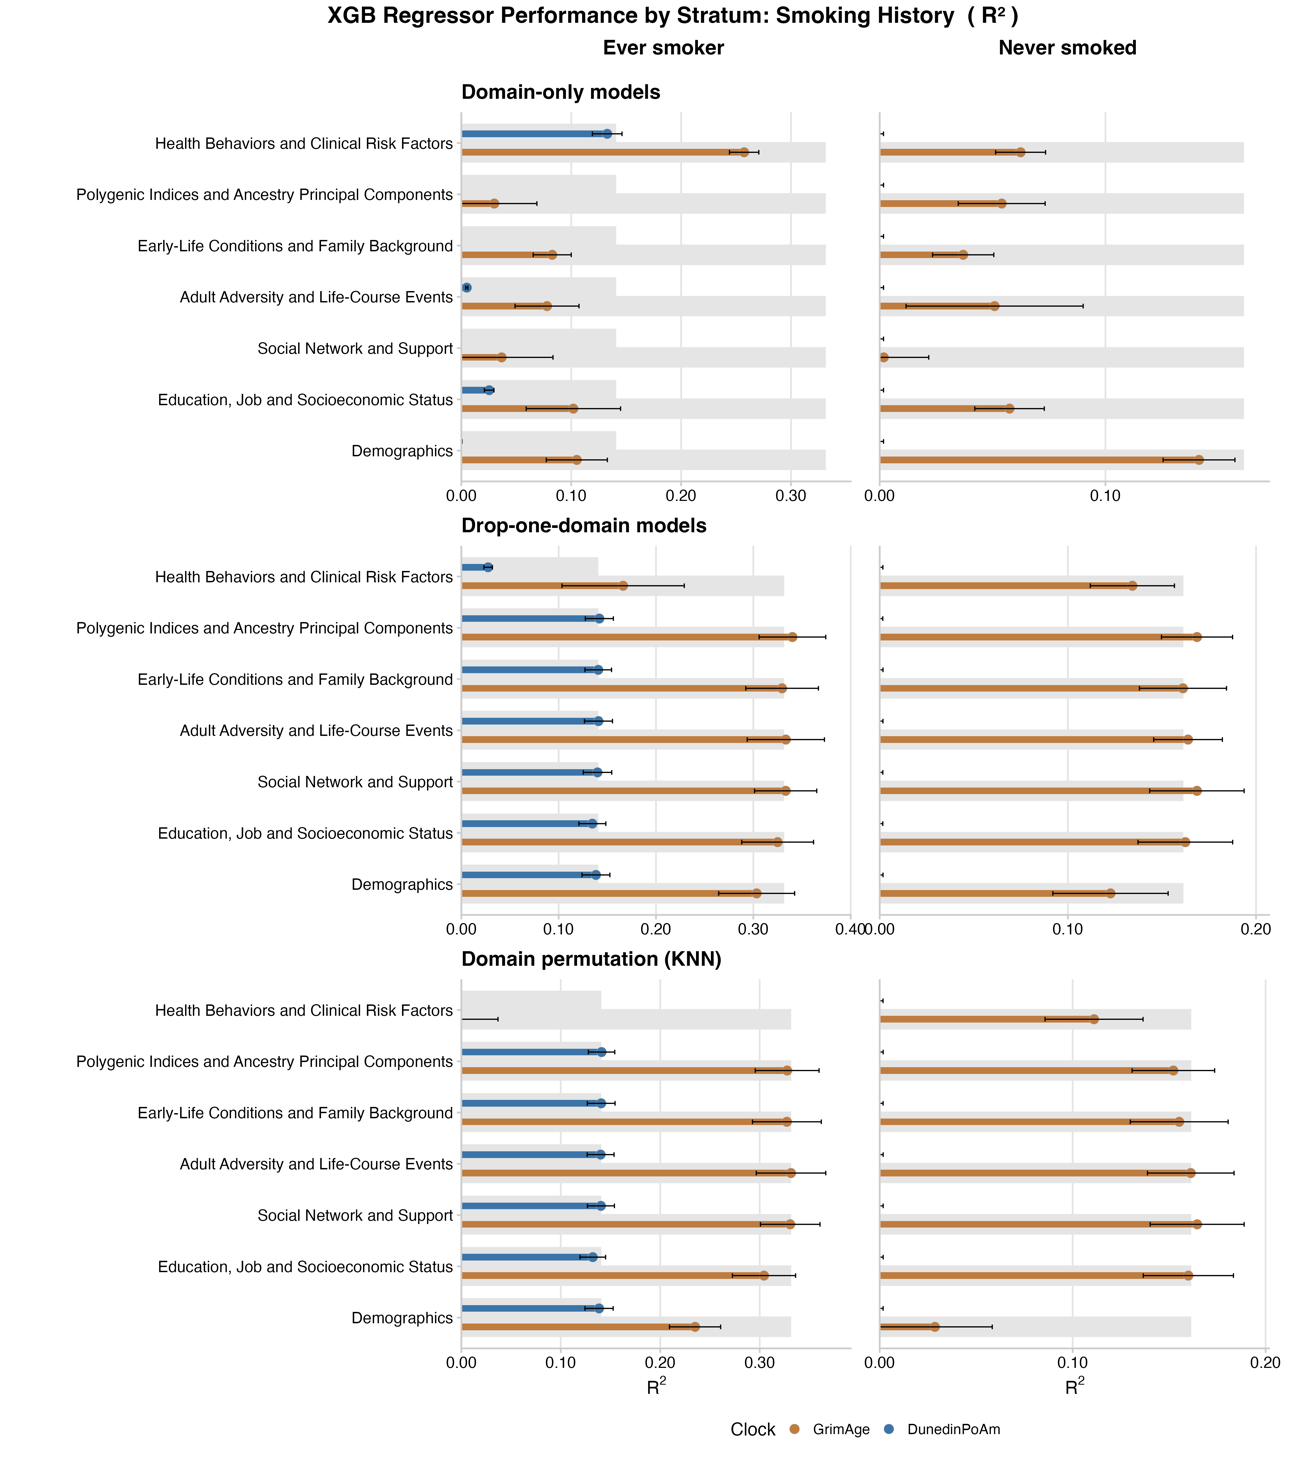 XGB Regressor Performance by Stratum: Smoking History ( R² )
Ever smoker
Never smoked
Domain-only models
Health Behaviors and Clinical Risk Factors
Polygenic Indices and Ancestry Principal Components
Early-Life Conditions and Family Background
Adult Adversity and Life-Course Events
Social Network and Support
Education, Job and Socioeconomic Status
Demographics
0.00 0.10 0.20 0.30
0.00 0.10
Drop-one-domain models
Health Behaviors and Clinical Risk Factors
Polygenic Indices and Ancestry Principal Components
Early-Life Conditions and Family Background
Adult Adversity and Life-Course Events
Social Network and Support
Education, Job and Socioeconomic Status
Demographics
0.00 0.10 0.20 0.30 0.40
0.00 0.10 0.20
Domain permutation (KNN)
Health Behaviors and Clinical Risk Factors
Polygenic Indices and Ancestry Principal Components
Early-Life Conditions and Family Background
Adult Adversity and Life-Course Events
Social Network and Support
Education, Job and Socioeconomic Status
Demographics
0.00 0.10 0.20 0.30
0.00 0.10 0.20
R²
R²
Clock GrimAge DunedinPoAm